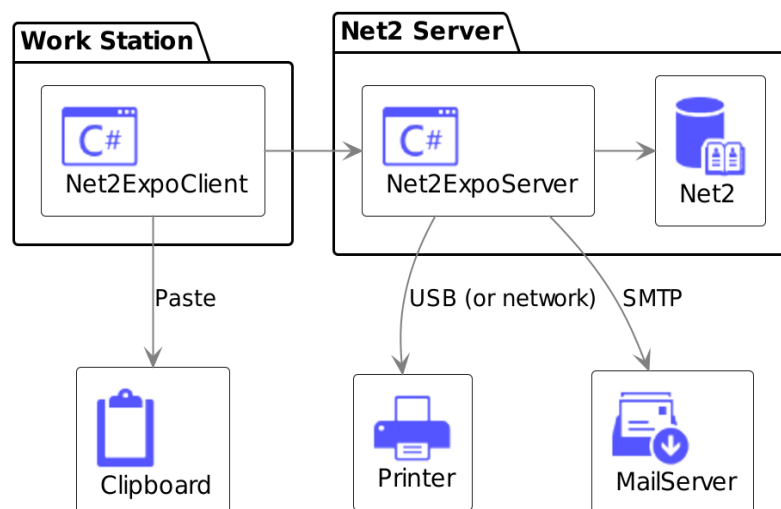 Work Station
Net2 Server
C#
Net2ExpoClient
C#
Net2ExpoServer
Net2
Paste
USB (or network)
SMTP
Clipboard
Printer
MailServer